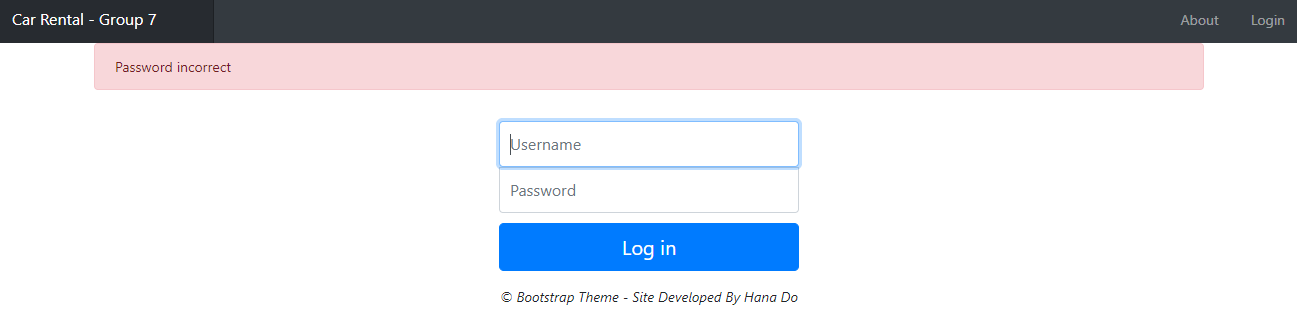 Car Rental - Group 7
About
Login
Password incorrect
Username
Password
Log in
© Bootstrap Theme - Site Developed By Hana Do